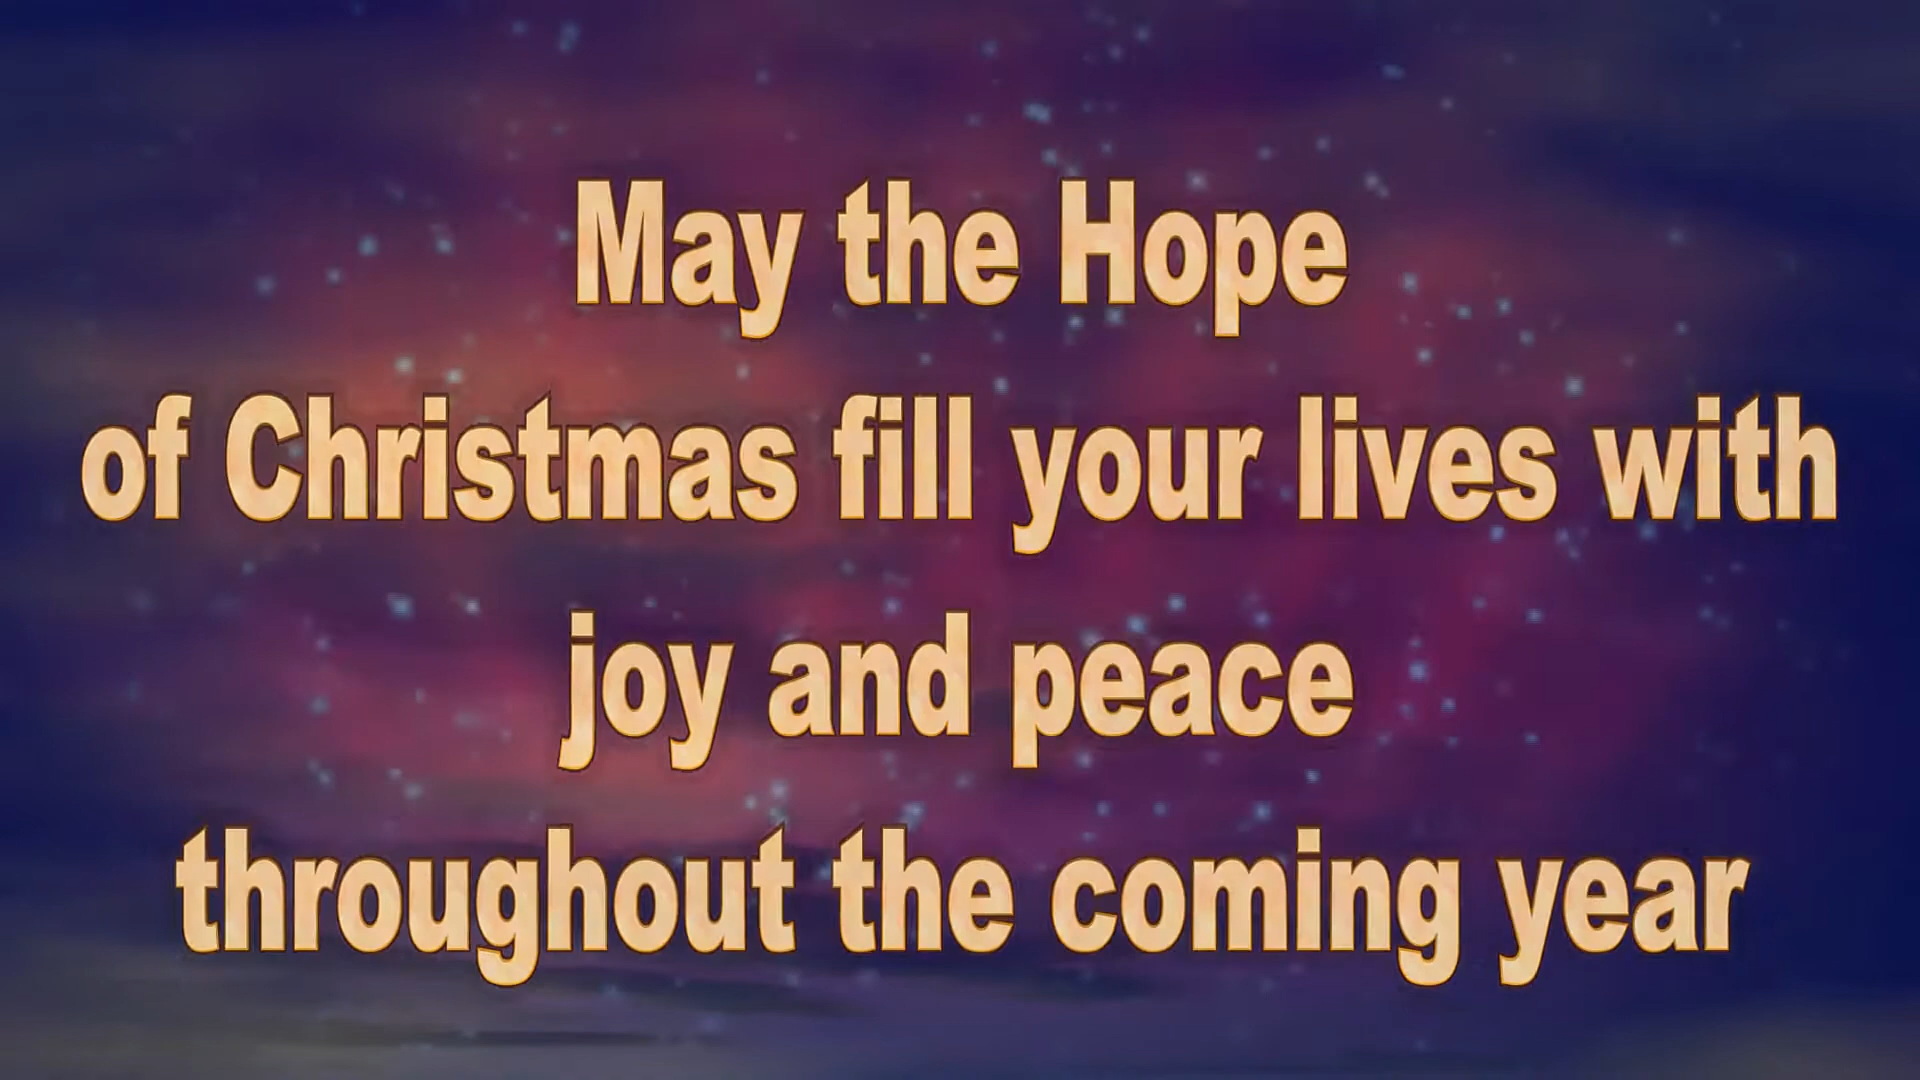 May the Hope
of Christmas fill your lives with
joy and peace
throughout the coming year